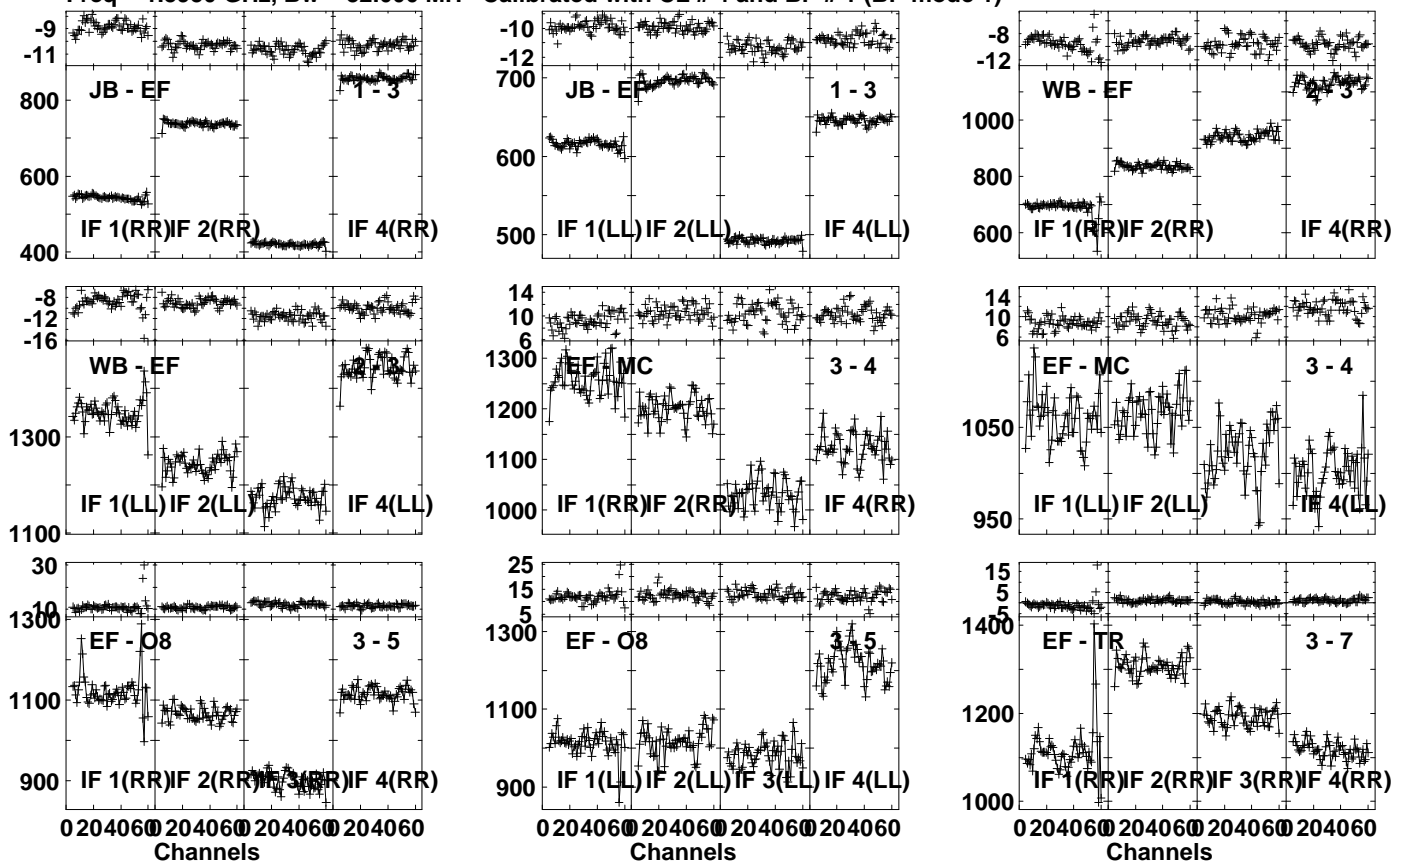 -9 -10 -8
-11 -12 -12
800 700 1000
600 600 800
400 500 600
JB - EF 1 - 3 JB - EF 1 - 3 WB - EF 2 - 3
IF 1(RR) IF 2(RR) IF 4(RR) IF 1(LL) IF 2(LL) IF 4(LL) IF 1(RR) IF 2(RR) IF 4(RR)
-8 14 14
-12 10 10
-16 6 6
WB - EF 2 - 3 EF - MC 3 - 4 EF - MC 3 - 4
1300 1300 1050
1100 1200 950
1100
1000
IF 1(LL) IF 2(LL) IF 4(LL) IF 1(RR) IF 2(RR) IF 4(RR) IF 1(LL) IF 2(LL) IF 4(LL)
30 25 15
10 15 5
5 -5
1300 1300 1400
EF - O8 3 - 5 EF - O8 3 - 5 EF - TR 3 - 7
1100 1100 1200
900 900 1000
IF 1(RR) IF 2(RR) IF 3(RR) IF 4(RR) IF 1(LL) IF 2(LL) IF 3(LL) IF 4(LL) IF 1(RR) IF 2(RR) IF 3(RR) IF 4(RR)
0 20 40 60 0 20 40 60 0 20 40 60 0 20 40 60 0 20 40 60 0 20 40 60 0 20 40 60 0 20 40 60 0 20 40 60 0 20 40 60 0 20 40 60 0 20 40 60
Channels Channels Channels